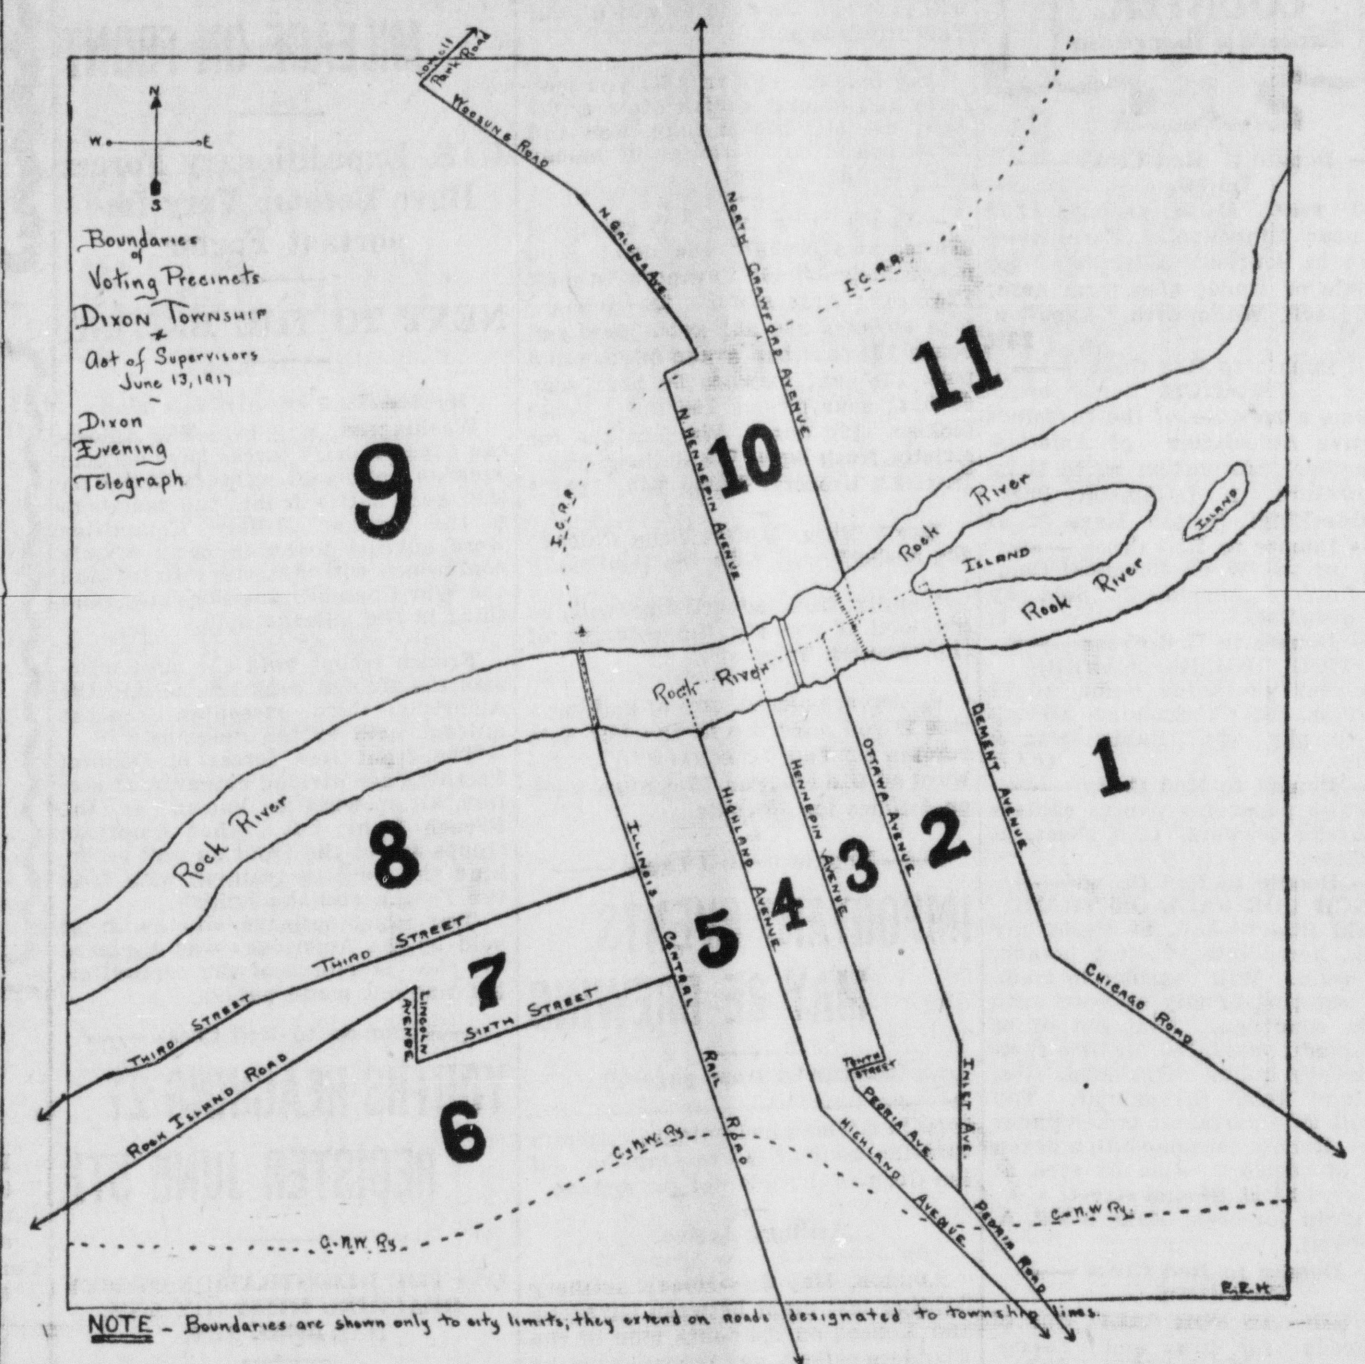 Lowell
Park Road
Woosung Road
N
W E
S
Boundaries
of
Voting Precincts
Dixon Township
Act of Supervisors
June 13, 1917
Dixon
Evening
Telegraph
N Galena Ave
North Crawford Avenue
I.C.R.R.
11
N Hennepin Avenue
10
9
I.C.R.R.
Rock River
Island
Island
Rock River
Rock River
Rock River
1
Dement Avenue
Ottawa Avenue
2
Hennepin Avenue
3
Highland Avenue
4
5
Illinois Central Rail Road
8
Third Street
Third Street
7
Lincoln
Avenue
Sixth Street
Rock Island Road
6
Chicago Road
Tenth
Street
Peoria Ave
Inlet Ave.
Highland Avenue
Peoria Road
C.&N.W.Ry.
C.&N.W.Ry.
C.&N.W.Ry.
E.R.H
NOTE - Boundaries are shown only to city limits; they extend on roads designated to township lines.